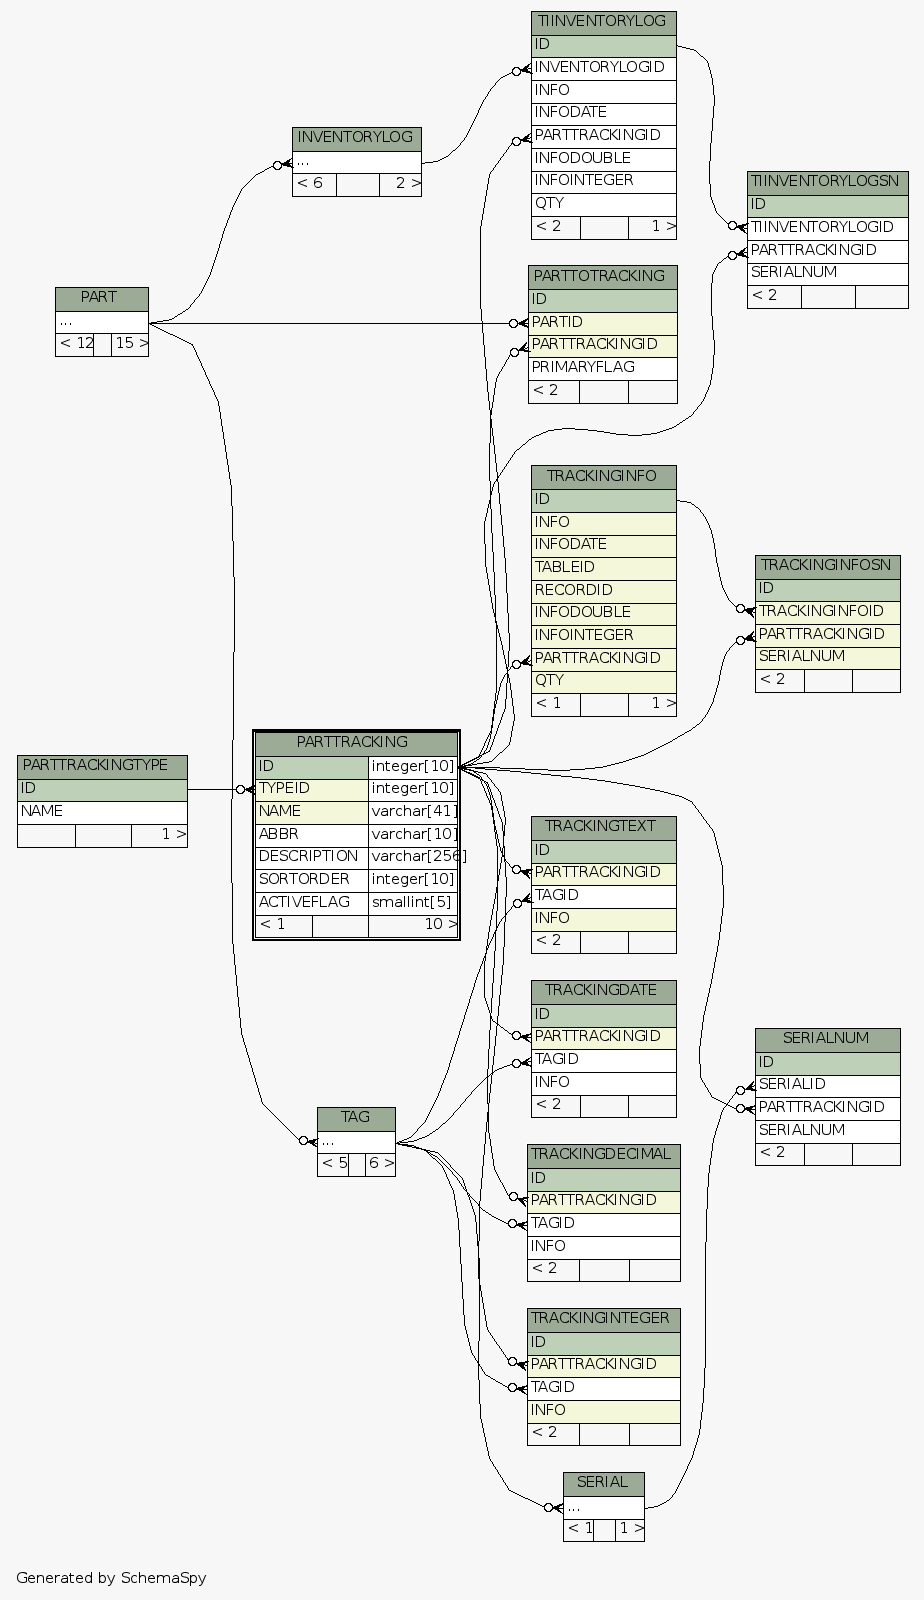 TIINVENTORYLOG
ID
INVENTORYLOGID
INFO
INFODATE
PARTTRACKINGID
INFODOUBLE
INFOINTEGER
QTY
< 2 1 >
INVENTORYLOG
...
< 6 2 >
TIINVENTORYLOGSN
ID
TIINVENTORYLOGID
PARTTRACKINGID
SERIALNUM
< 2
PART
...
< 12 15 >
PARTTOTRACKING
ID
PARTID
PARTTRACKINGID
PRIMARYFLAG
< 2
TRACKINGINFO
ID
INFO
INFODATE
TABLEID
RECORDID
INFODOUBLE
INFOINTEGER
PARTTRACKINGID
QTY
< 1 1 >
TRACKINGINFOSN
ID
TRACKINGINFOID
PARTTRACKINGID
SERIALNUM
< 2
PARTTRACKINGTYPE
ID
NAME
1 >
PARTTRACKING
ID integer[10]
TYPEID integer[10]
NAME varchar[41]
ABBR varchar[10]
DESCRIPTION varchar[256]
SORTORDER integer[10]
ACTIVEFLAG smallint[5]
< 1 10 >
TRACKINGTEXT
ID
PARTTRACKINGID
TAGID
INFO
< 2
TRACKINGDATE
ID
PARTTRACKINGID
TAGID
INFO
< 2
SERIALNUM
ID
SERIALID
PARTTRACKINGID
SERIALNUM
< 2
TAG
...
< 5 6 >
TRACKINGDECIMAL
ID
PARTTRACKINGID
TAGID
INFO
< 2
TRACKINGINTEGER
ID
PARTTRACKINGID
TAGID
INFO
< 2
SERIAL
...
< 1 1 >
Generated by SchemaSpy